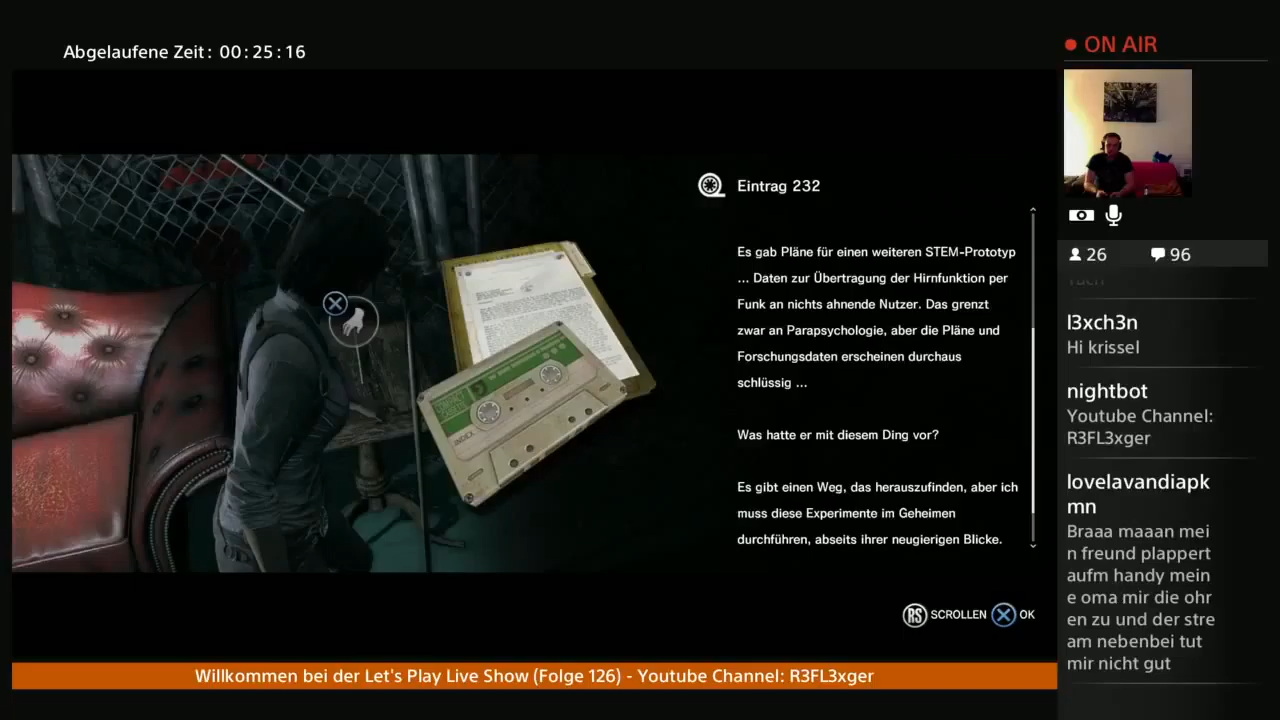 Abgelaufene Zeit: 00:25:16
ON AIR
Eintrag 232
Es gab Pläne für einen weiteren STEM-Prototyp
... Daten zur Übertragung der Hirnfunktion per
Funk an nichts ahnende Nutzer. Das grenzt
zwar an Parapsychologie, aber die Pläne und
Forschungsdaten erscheinen durchaus
schlüssig ...
Was hatte er mit diesem Ding vor?
Es gibt einen Weg, das herauszufinden, aber ich
muss diese Experimente im Geheimen
durchführen, abseits ihrer neugierigen Blicke.
INDEX
RS SCROLLEN OK
Willkommen bei der Let's Play Live Show (Folge 126) - Youtube Channel: R3FL3xger
26 96
l3xch3n
Hi krissel
nightbot
Youtube Channel:
R3FL3xger
lovelavandiapk
mn
Braaa maaan mei
n freund plappert
aufm handy mein
e oma mir die ohr
en zu und der stre
am nebenbei tut
mir nicht gut